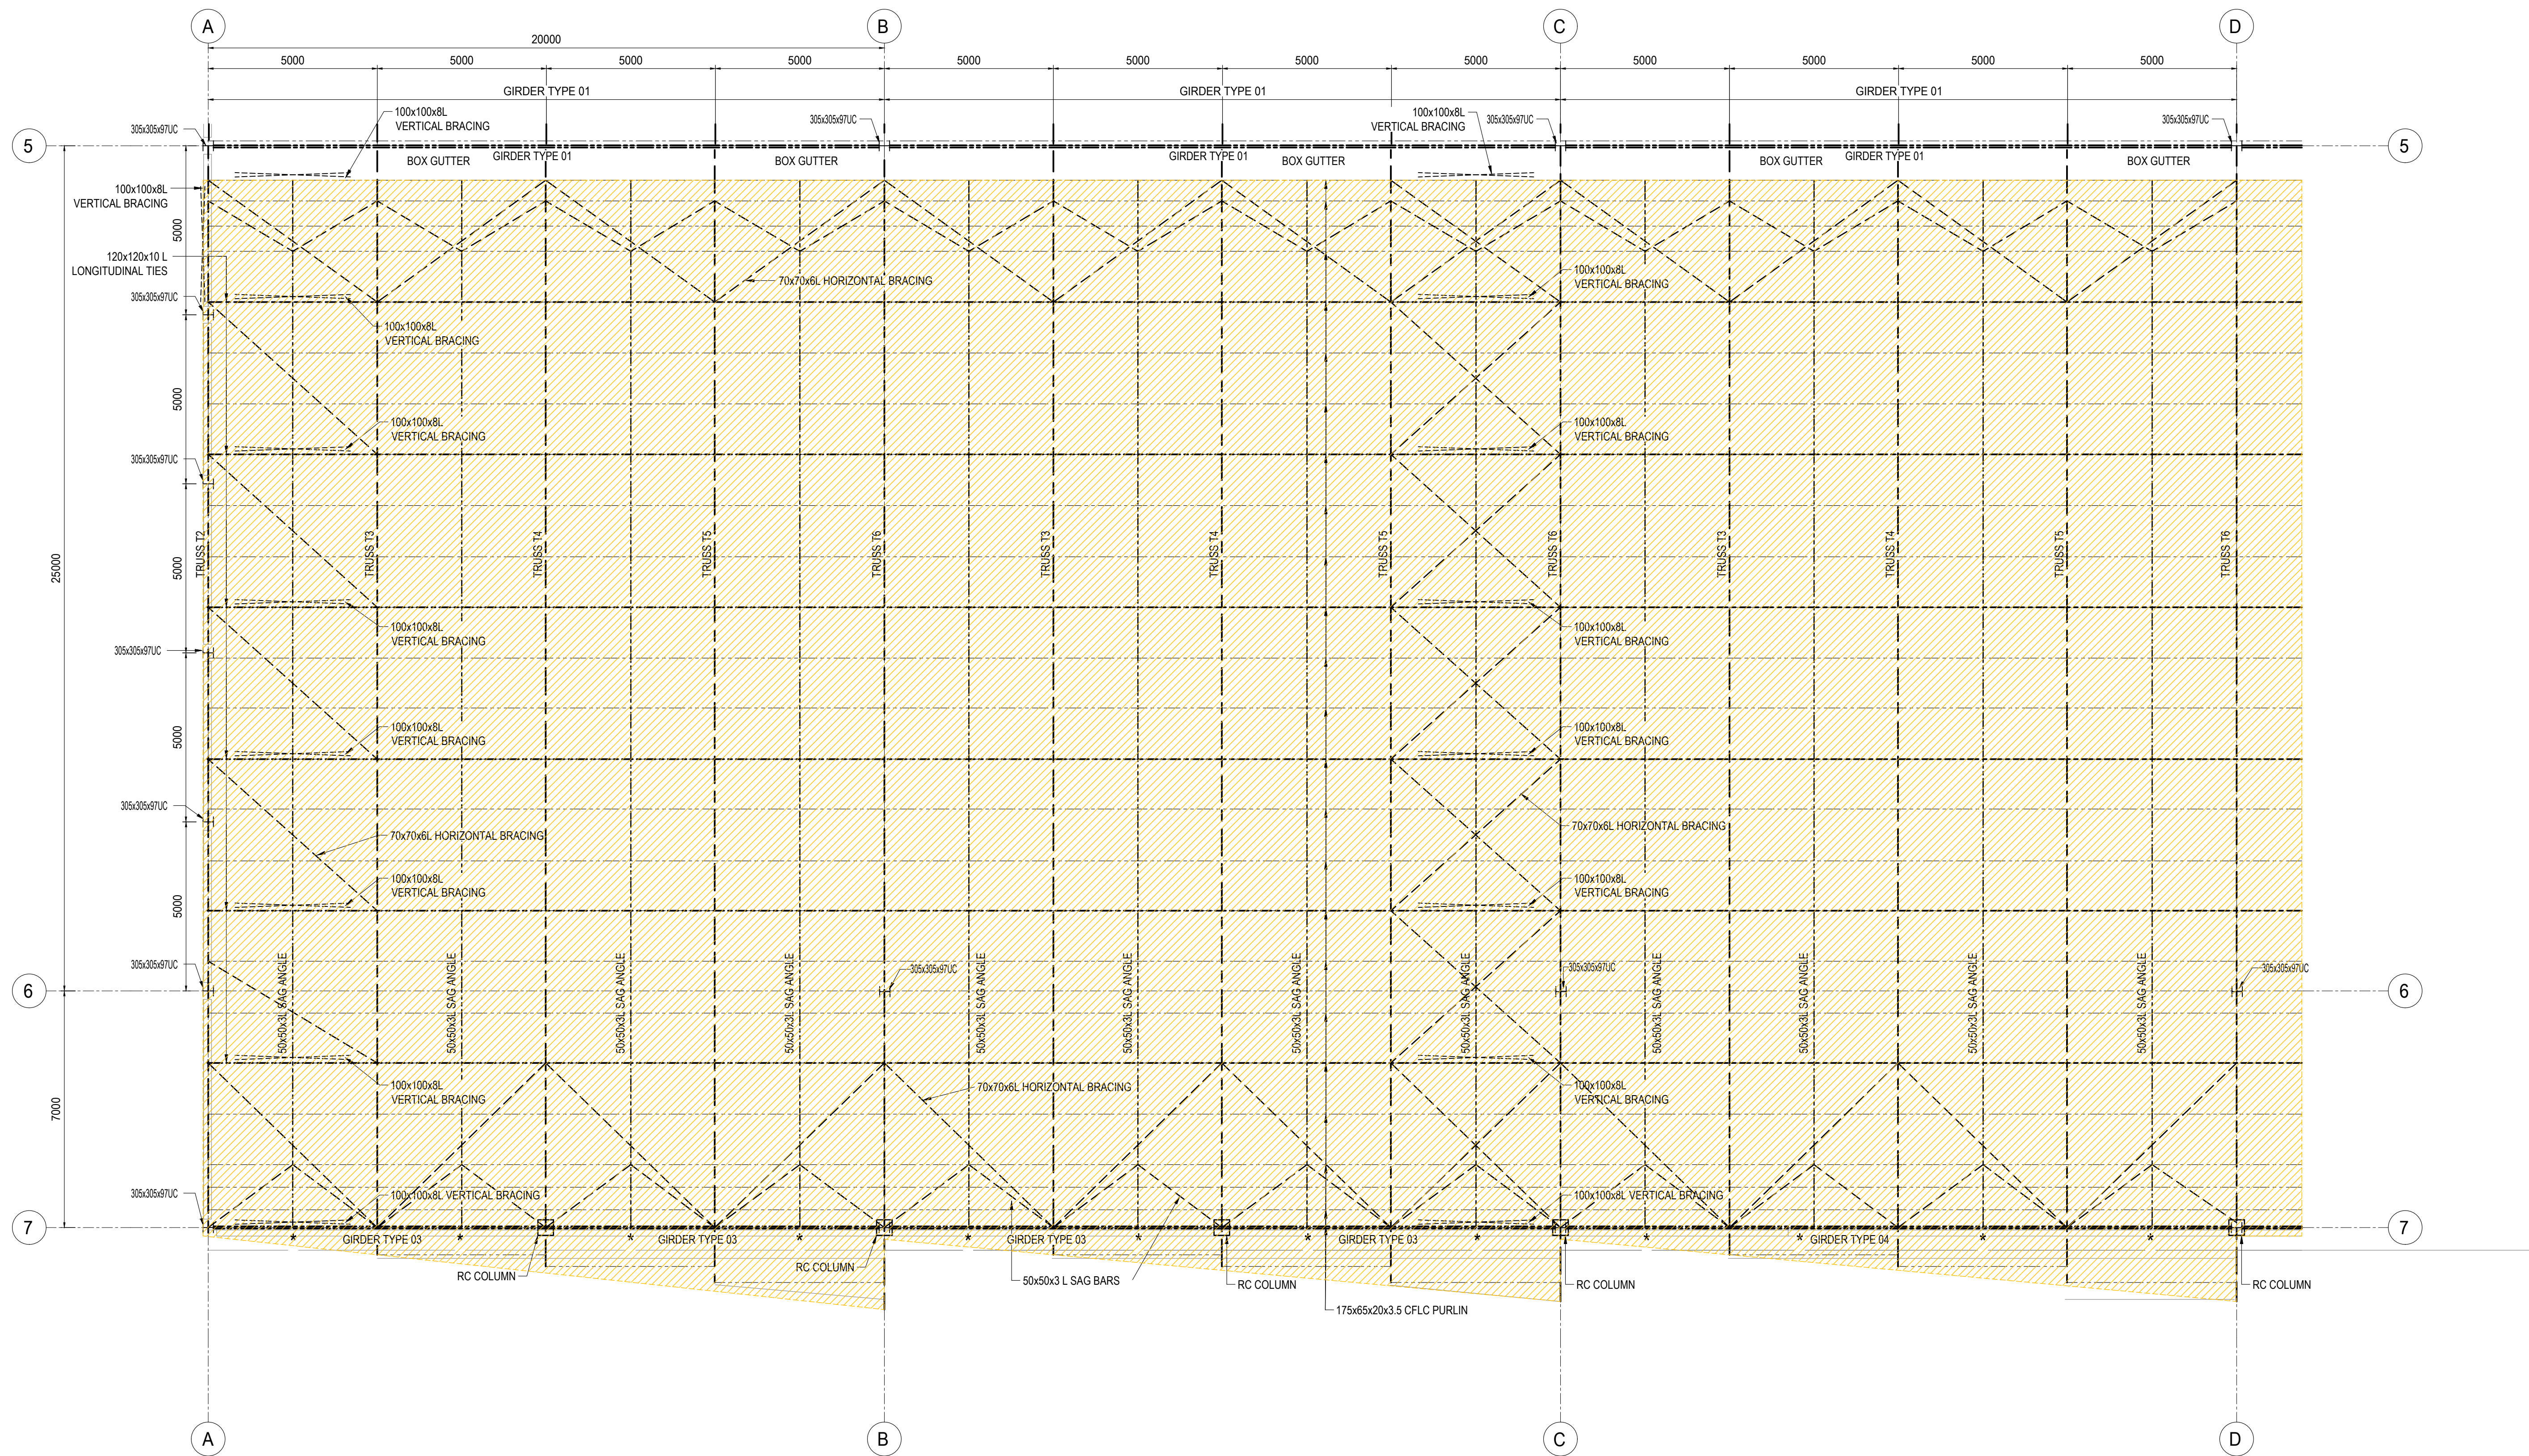 A
B
C
D
20000
5000
5000
5000
5000
5000
5000
5000
5000
5000
5000
5000
5000
GIRDER TYPE 01
GIRDER TYPE 01
GIRDER TYPE 01
100x100x8L
VERTICAL BRACING
305x305x97UC
100x100x8L
VERTICAL BRACING
305x305x97UC
305x305x97UC
305x305x97UC
5
5
BOX GUTTER
GIRDER TYPE 01
BOX GUTTER
GIRDER TYPE 01
BOX GUTTER
BOX GUTTER
GIRDER TYPE 01
BOX GUTTER
100x100x8L
VERTICAL BRACING
5000
120x120x10 L
LONGITUDINAL TIES
70x70x6L HORIZONTAL BRACING
100x100x8L
VERTICAL BRACING
305x305x97UC
100x100x8L
VERTICAL BRACING
5000
100x100x8L
VERTICAL BRACING
100x100x8L
VERTICAL BRACING
305x305x97UC
25000
5000
TRUSS T2
TRUSS T3
TRUSS T4
TRUSS T5
TRUSS T6
TRUSS T3
TRUSS T4
TRUSS T5
TRUSS T6
TRUSS T3
TRUSS T4
TRUSS T5
TRUSS T6
100x100x8L
VERTICAL BRACING
100x100x8L
VERTICAL BRACING
305x305x97UC
5000
100x100x8L
VERTICAL BRACING
100x100x8L
VERTICAL BRACING
305x305x97UC
70x70x6L HORIZONTAL BRACING
70x70x6L HORIZONTAL BRACING
5000
100x100x8L
VERTICAL BRACING
100x100x8L
VERTICAL BRACING
305x305x97UC
305x305x97UC
305x305x97UC
305x305x97UC
6
6
50x50x3L SAG ANGLE
50x50x3L SAG ANGLE
50x50x3L SAG ANGLE
50x50x3L SAG ANGLE
50x50x3L SAG ANGLE
50x50x3L SAG ANGLE
50x50x3L SAG ANGLE
50x50x3L SAG ANGLE
50x50x3L SAG ANGLE
50x50x3L SAG ANGLE
50x50x3L SAG ANGLE
50x50x3L SAG ANGLE
100x100x8L
VERTICAL BRACING
70x70x6L HORIZONTAL BRACING
100x100x8L
VERTICAL BRACING
7000
305x305x97UC
100x100x8L VERTICAL BRACING
100x100x8L VERTICAL BRACING
7
7
* GIRDER TYPE 03 * * GIRDER TYPE 03 * * GIRDER TYPE 03 * * GIRDER TYPE 03 * * GIRDER TYPE 04 * * *
RC COLUMN
RC COLUMN
50x50x3 L SAG BARS
RC COLUMN
RC COLUMN
RC COLUMN
175x65x20x3.5 CFLC PURLIN
A
B
C
D